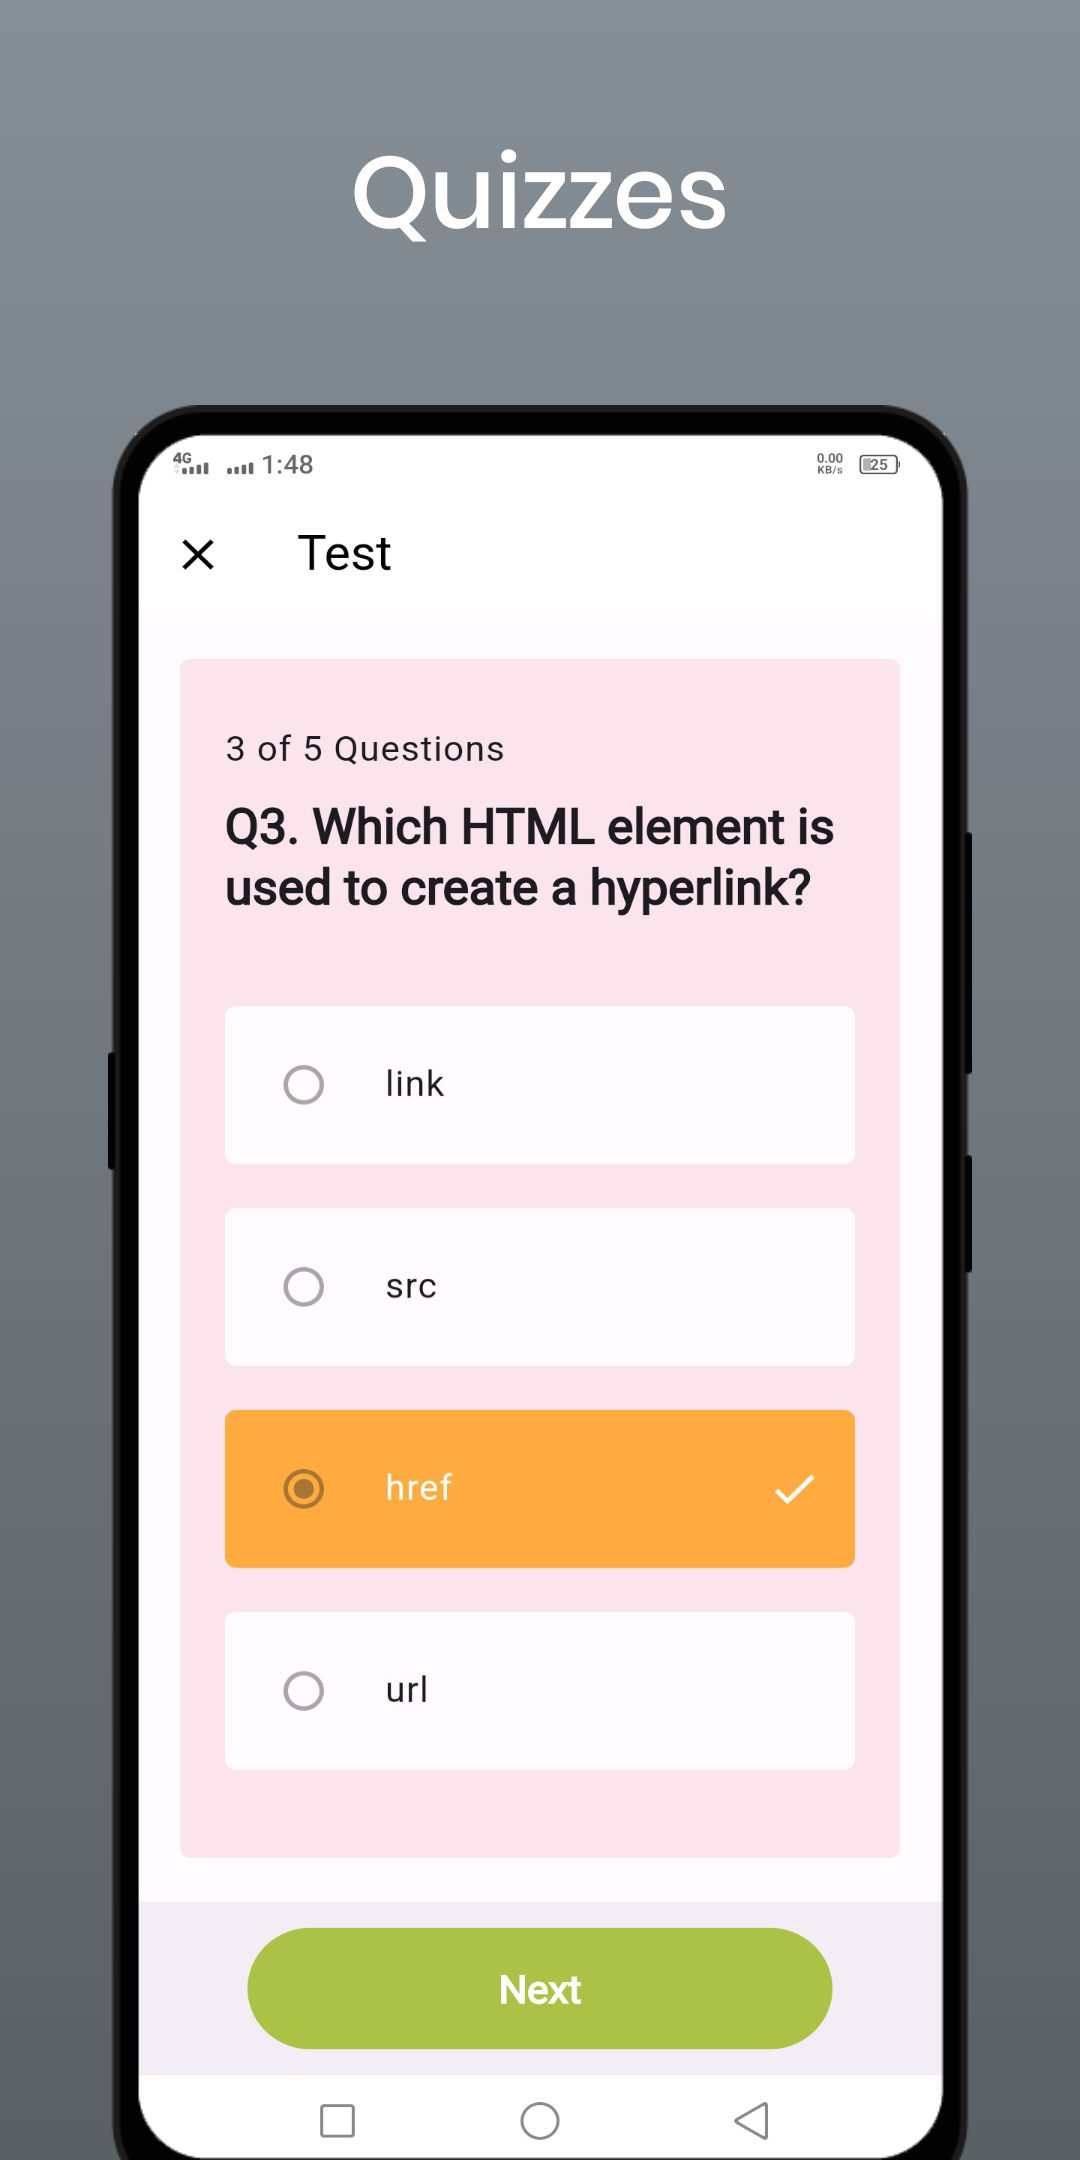 Quizzes
4G 1:48 0.00 KB/s 25
Test
3 of 5 Questions
Q3. Which HTML element is
used to create a hyperlink?
link
src
href
url
Next